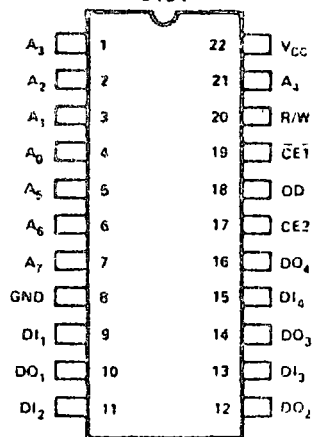 A₃ 1 22 V_CC
A₂ 2 21 A₄
A₁ 3 20 R/W
A₀ 4 19 C̅E̅1̅
A₅ 5 18 OD
A₆ 6 17 CE2
A₇ 7 16 DO₄
GND 8 15 DI₄
DI₁ 9 14 DO₃
DO₁ 10 13 DI₃
DI₂ 11 12 DO₂